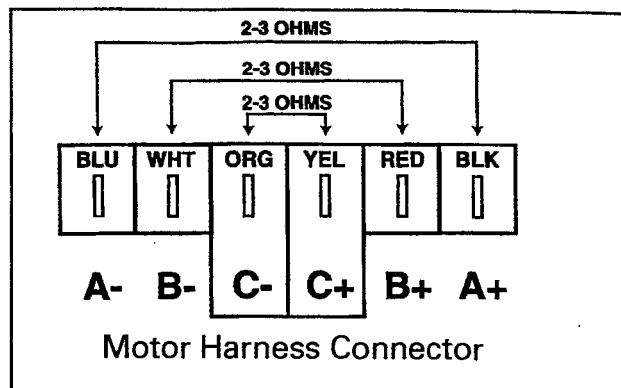 2-3 OHMS
2-3 OHMS
2-3 OHMS
BLU WHT ORG YEL RED BLK
A- B- C- C+ B+ A+
Motor Harness Connector